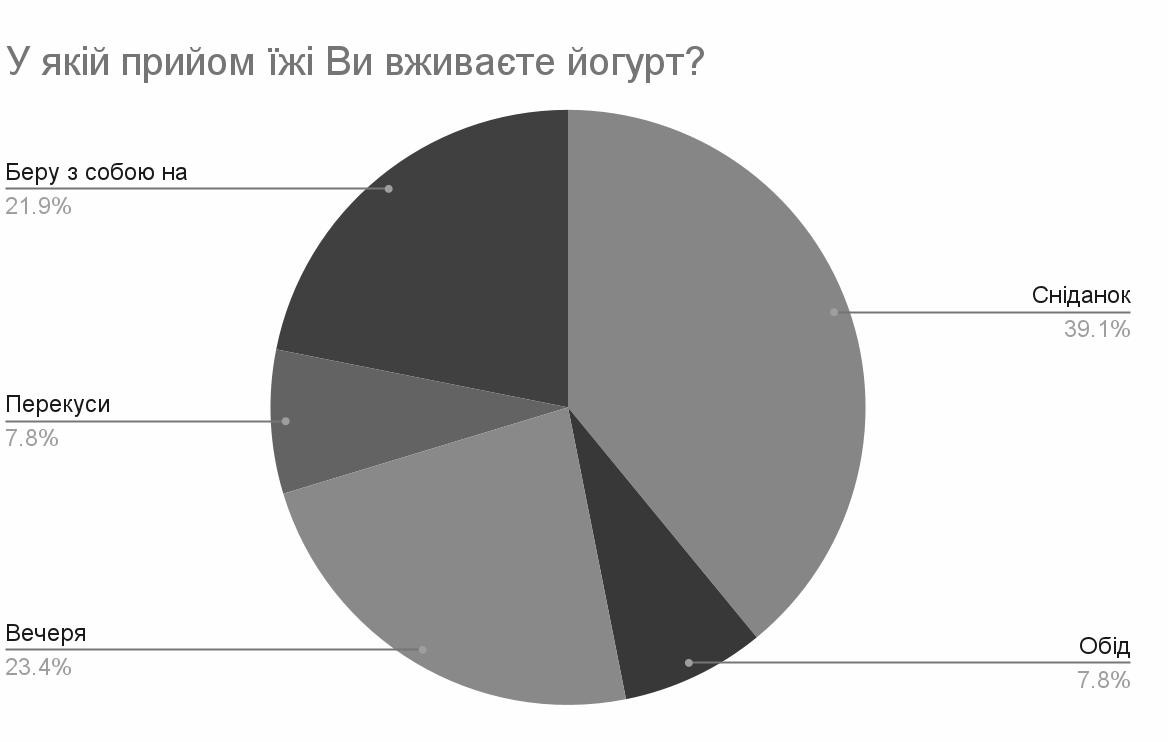 У якій прийом їжі Ви вживаєте йогурт?
Беру з собою на
21.9%
Сніданок
39.1%
Перекуси
7.8%
Вечеря
23.4%
Обід
7.8%